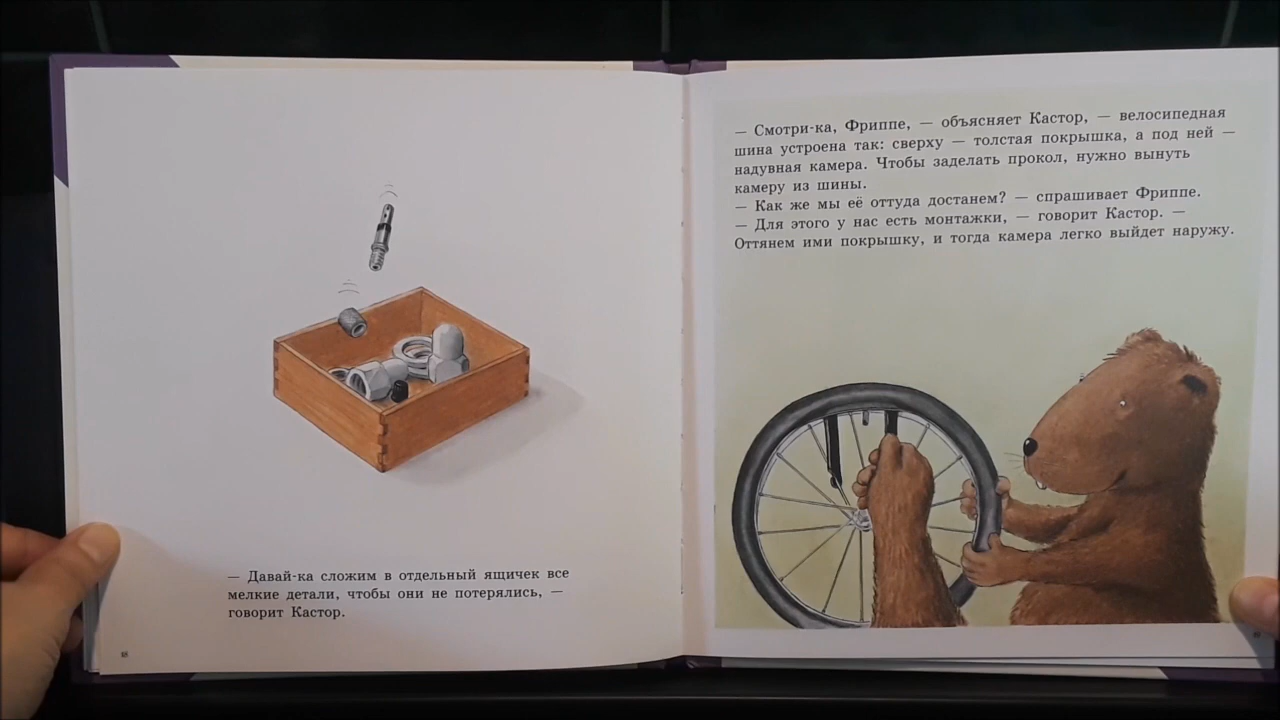 — Давай-ка сложим в отдельный ящичек все
мелкие детали, чтобы они не потерялись, —
говорит Кастор.
— Смотри-ка, Фриппе, — объясняет Кастор, — велосипедная
шина устроена так: сверху — толстая покрышка, а под ней —
надувная камера. Чтобы заделать прокол, нужно вынуть
камеру из шины.
— Как же мы её оттуда достанем? — спрашивает Фриппе.
— Для этого у нас есть монтажки, — говорит Кастор. —
Оттянем ими покрышку, и тогда камера легко выйдет наружу.